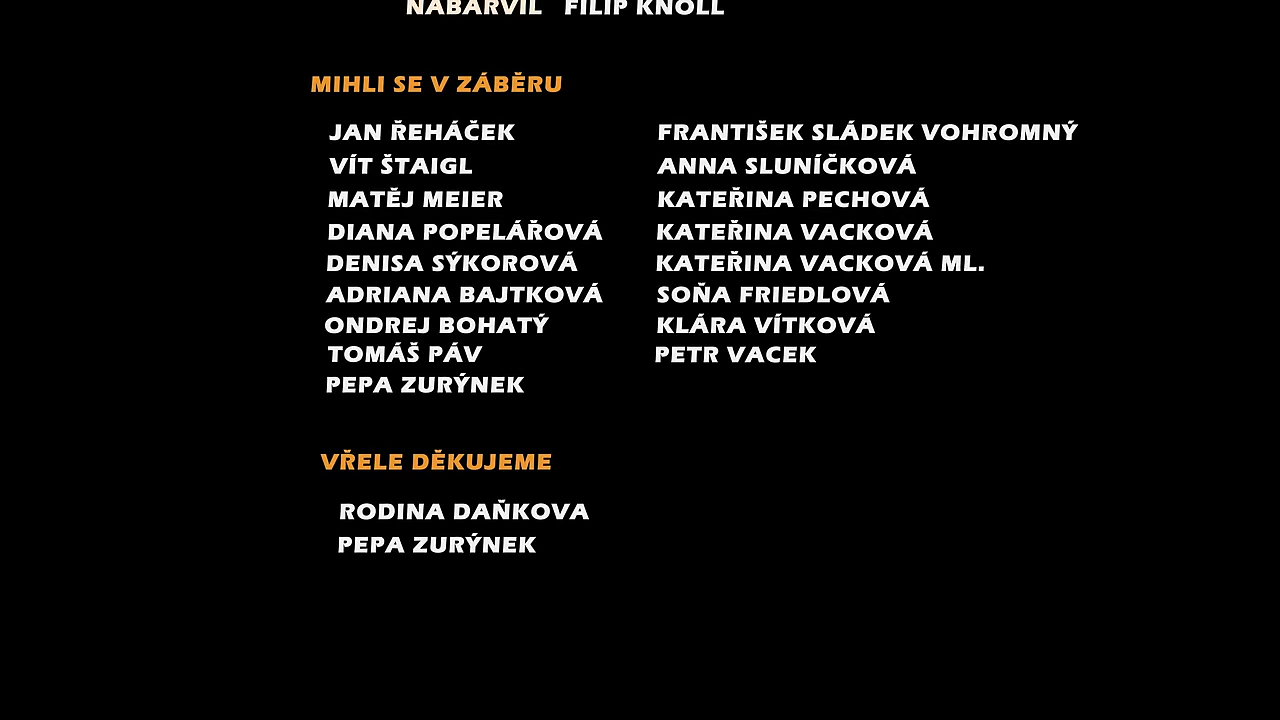 NABARVIL FILIP KNOLL
MIHLI SE V ZÁBĚRU
JAN ŘEHÁČEK
VÍT ŠTAIGL
MATĚJ MEIER
DIANA POPELÁŘOVÁ
DENISA SÝKOROVÁ
ADRIANA BAJTKOVÁ
ONDREJ BOHATÝ
TOMÁŠ PÁV
PEPA ZURÝNEK
FRANTIŠEK SLÁDEK VOHROMNÝ
ANNA SLUNÍČKOVÁ
KATEŘINA PECHOVÁ
KATEŘINA VACKOVÁ
KATEŘINA VACKOVÁ ML.
SOŇA FRIEDLOVÁ
KLÁRA VÍTKOVÁ
PETR VACEK
VŘELE DĚKUJEME
RODINA DAŇKOVA
PEPA ZURÝNEK